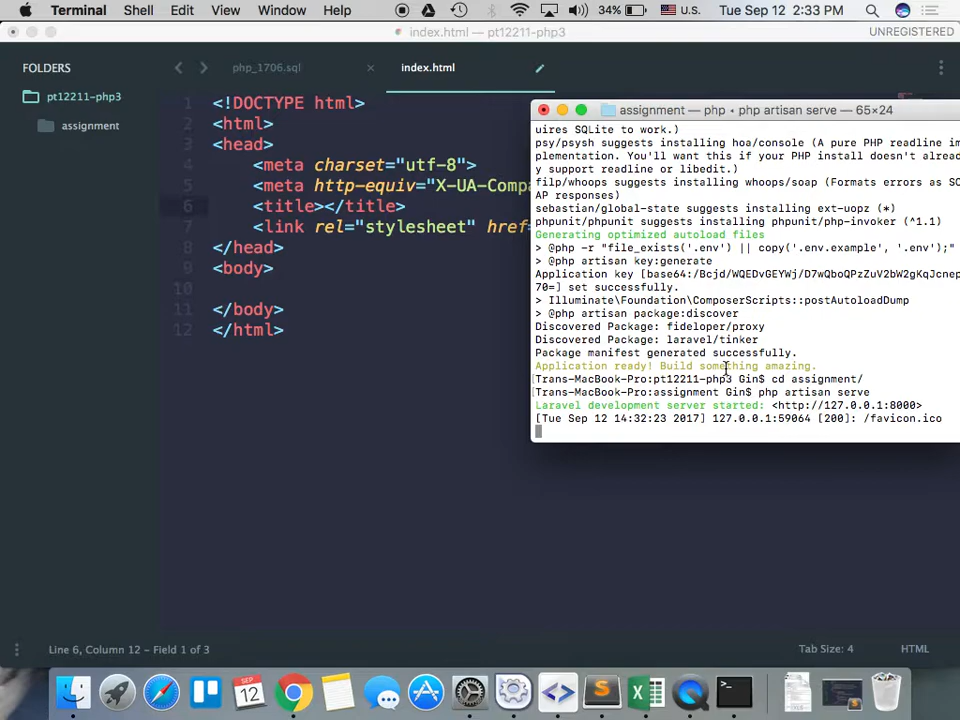 Terminal Shell Edit View Window Help 34% U.S. Tue Sep 12 2:33 PM
index.html — pt12211-php3 UNREGISTERED
FOLDERS
pt12211-php3
assignment
php_1706.sql × index.html
1 <!DOCTYPE html>
2 <html>
3 <head>
4 <meta charset="utf-8">
5 <meta http-equiv="X-UA-Compa
6 <title></title>
7 <link rel="stylesheet" href=
8 </head>
9 <body>
10
11 </body>
12 </html>
assignment — php • php artisan serve — 65×24
uires SQLite to work.)
psy/psysh suggests installing hoa/console (A pure PHP readline im
plementation. You'll want this if your PHP install doesn't alread
y support readline or libedit.)
filp/whoops suggests installing whoops/soap (Formats errors as SO
AP responses)
sebastian/global-state suggests installing ext-uopz (*)
phpunit/phpunit suggests installing phpunit/php-invoker (^1.1)
Generating optimized autoload files
> @php -r "file_exists('.env') || copy('.env.example', '.env');"
> @php artisan key:generate
Application key [base64:/Bcjd/WQEDvGEYWj/D7wQboQPzZuV2bW2gKqJcnep
70=] set successfully.
> Illuminate\Foundation\ComposerScripts::postAutoloadDump
> @php artisan package:discover
Discovered Package: fideloper/proxy
Discovered Package: laravel/tinker
Package manifest generated successfully.
Application ready! Build something amazing.
[Trans-MacBook-Pro:pt12211-php3 Gin$ cd assignment/
[Trans-MacBook-Pro:assignment Gin$ php artisan serve
Laravel development server started: <http://127.0.0.1:8000>
[Tue Sep 12 14:32:23 2017] 127.0.0.1:59064 [200]: /favicon.ico
Line 6, Column 12 - Field 1 of 3 Tab Size: 4 HTML
SEP
12